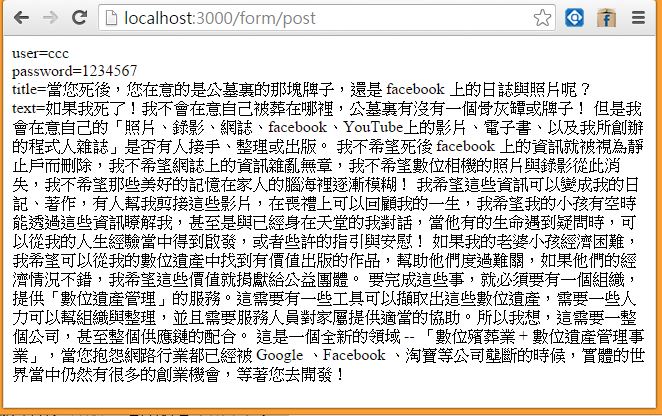 localhost:3000/form/post
user=ccc
password=1234567
title=當您死後，您在意的是公墓裏的那塊牌子，還是 facebook 上的日誌與照片呢？
text=如果我死了！我不會在意自己被葬在哪裡，公墓裏有沒有一個骨灰罈或牌子！ 但是我
會在意自己的「照片、錄影、網誌、facebook、YouTube上的影片、電子書、以及我所創辦
的程式人雜誌」是否有人接手、整理或出版。 我不希望死後 facebook 上的資訊就被視為靜
止戶而刪除，我不希望網誌上的資訊雜亂無章，我不希望數位相機的照片與錄影從此消
失，我不希望那些美好的記憶在家人的腦海裡逐漸模糊！ 我希望這些資訊可以變成我的日
記、著作，有人幫我剪接這些影片，在喪禮上可以回顧我的一生，我希望我的小孩有空時
能透過這些資訊瞭解我，甚至是與已經身在天堂的我對話，當他有的生命遇到疑問時，可
以從我的人生經驗當中得到啟發，或者些許的指引與安慰！ 如果我的老婆小孩經濟困難，
我希望可以從我的數位遺產中找到有價值出版的作品，幫助他們度過難關，如果他們的經
濟情況不錯，我希望這些價值就捐獻給公益團體。 要完成這些事，就必須要有一個組織，
提供「數位遺產管理」的服務。這需要有一些工具可以擷取出這些數位遺產，需要一些人
力可以幫組織與整理，並且需要服務人員對家屬提供適當的協助。所以我想，這需要一整
個公司，甚至整個供應鏈的配合。 這是一個全新的領域 -- 「數位殯葬業 + 數位遺產管理事
業」，當您抱怨網路行業都已經被 Google 、Facebook 、淘寶等公司壟斷的時候，實體的世
界當中仍然有很多的創業機會，等著您去開發！